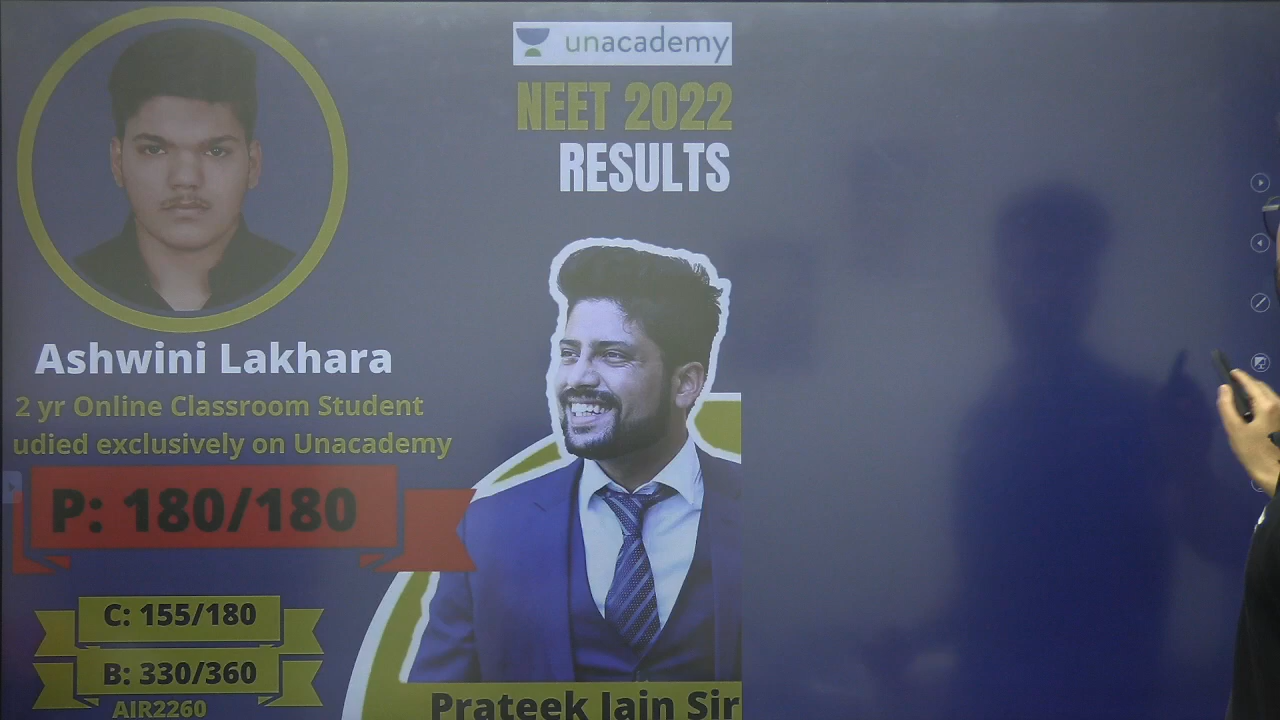 unacademy
NEET 2022
RESULTS
Ashwini Lakhara
2 yr Online Classroom Student
udied exclusively on Unacademy
P: 180/180
C: 155/180
B: 330/360
AIR2260
Prateek Jain Sir